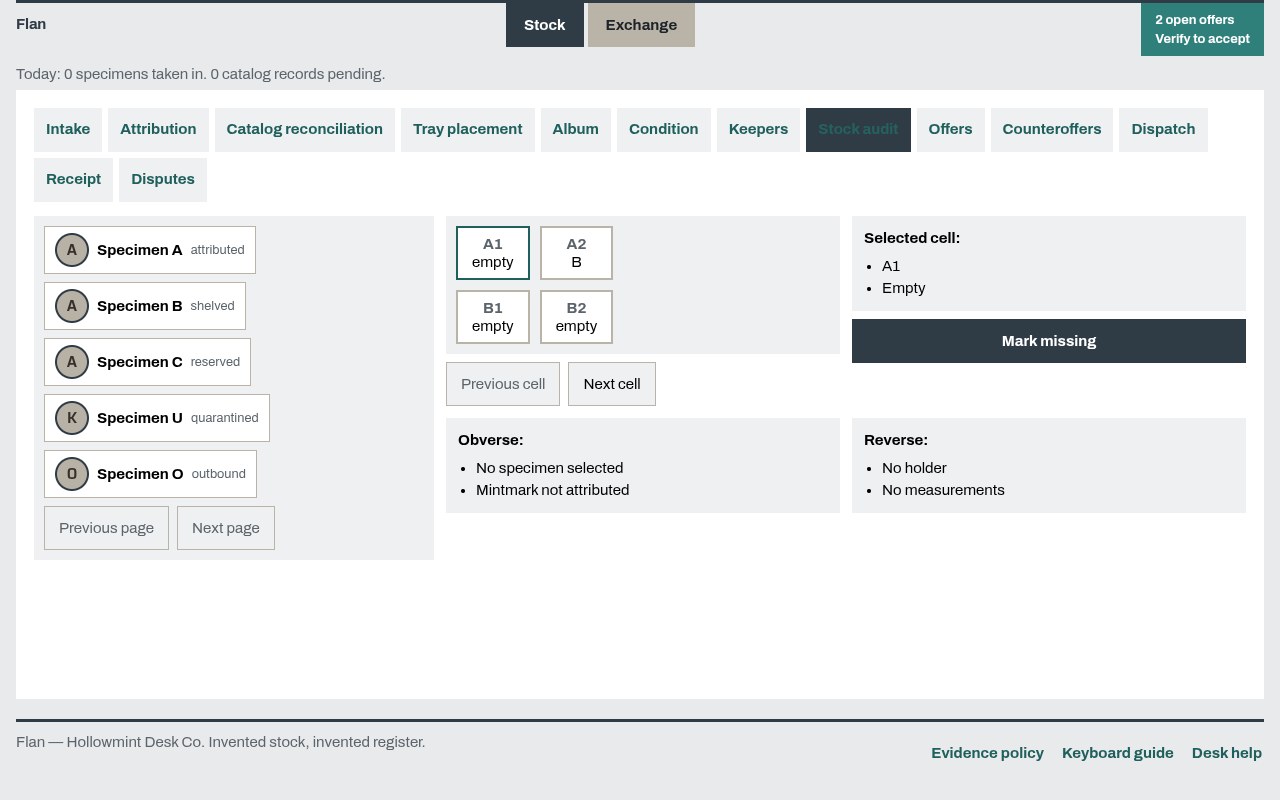 Flan
Stock
Exchange
2 open offers
Verify to accept
Today: 0 specimens taken in. 0 catalog records pending.
Intake
Attribution
Catalog reconciliation
Tray placement
Album
Condition
Keepers
Stock audit
Offers
Counteroffers
Dispatch
Receipt
Disputes
A Specimen A attributed
A Specimen B shelved
A Specimen C reserved
K Specimen U quarantined
O Specimen O outbound
Previous page
Next page
A1
empty
A2
B
B1
empty
B2
empty
Previous cell
Next cell
Selected cell:
• A1
• Empty
Mark missing
Obverse:
• No specimen selected
• Mintmark not attributed
Reverse:
• No holder
• No measurements
Flan — Hollowmint Desk Co. Invented stock, invented register.
Evidence policy
Keyboard guide
Desk help